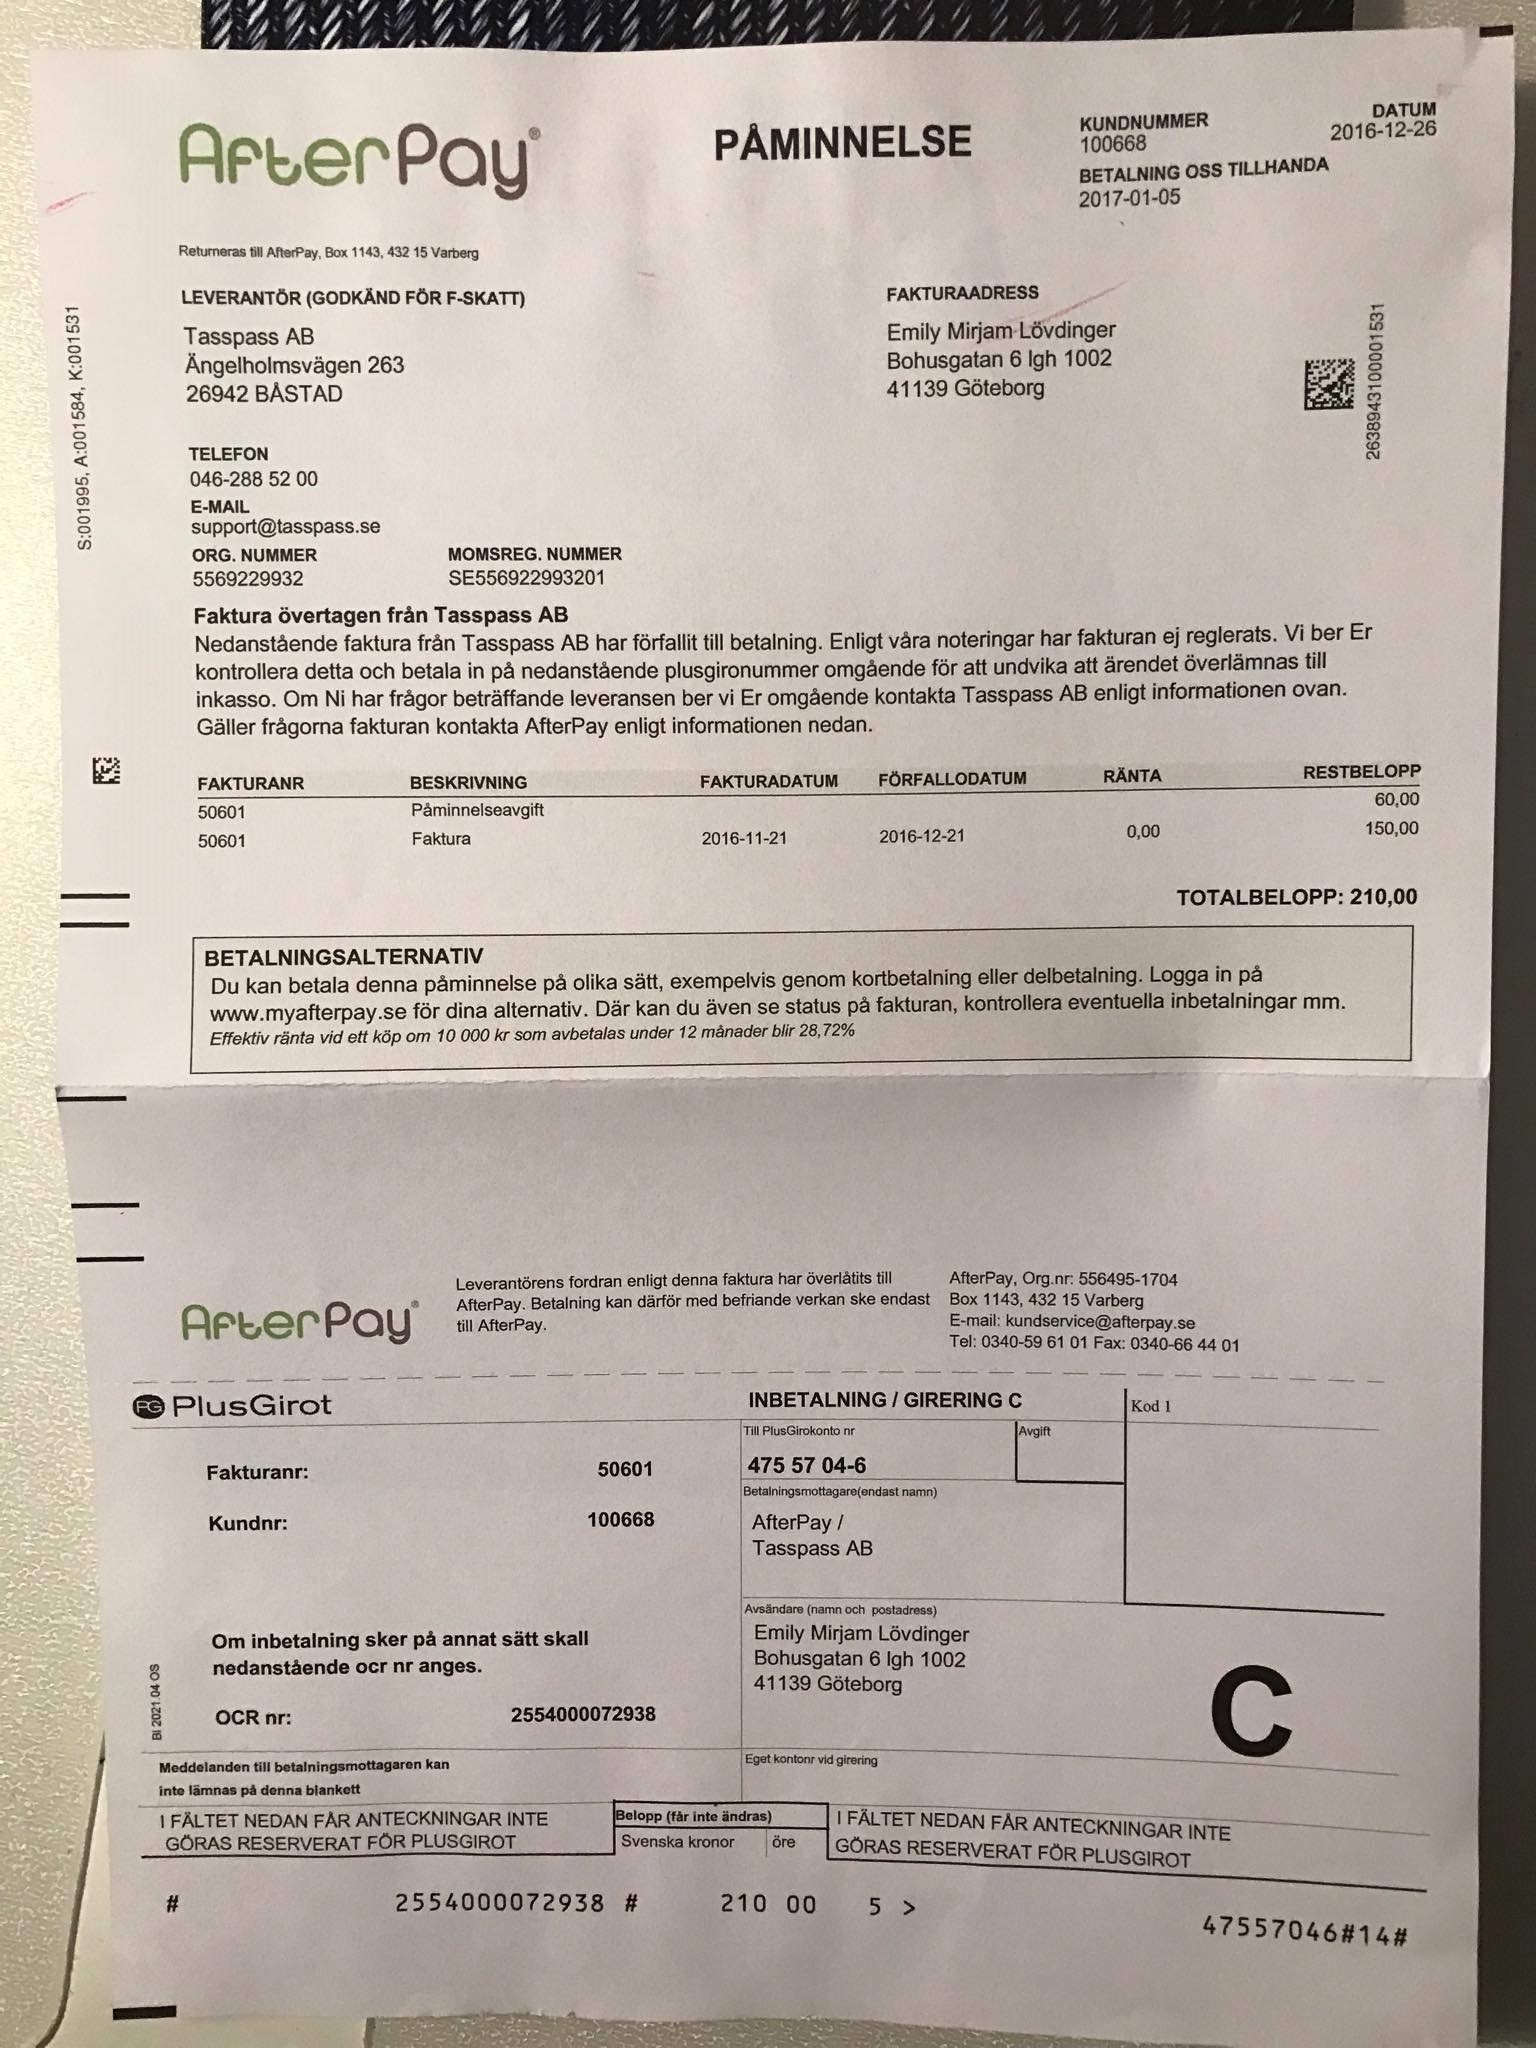 AfterPay®
PÅMINNELSE
KUNDNUMMER
100668
DATUM
2016-12-26
BETALNING OSS TILLHANDA
2017-01-05
Returneras till AfterPay, Box 1143, 432 15 Varberg
LEVERANTÖR (GODKÄND FÖR F-SKATT)
Tasspass AB
Ängelholmsvägen 263
26942 BÅSTAD
FAKTURAADRESS
Emily Mirjam Lövdinger
Bohusgatan 6 lgh 1002
41139 Göteborg
2638943100001531
S:001995, A:001584, K:001531
TELEFON
046-288 52 00
E-MAIL
support@tasspass.se
ORG. NUMMER MOMSREG. NUMMER
5569229932 SE556922993201
Faktura övertagen från Tasspass AB
Nedanstående faktura från Tasspass AB har förfallit till betalning. Enligt våra noteringar har fakturan ej reglerats. Vi ber Er
kontrollera detta och betala in på nedanstående plusgironummer omgående för att undvika att ärendet överlämnas till
inkasso. Om Ni har frågor beträffande leveransen ber vi Er omgående kontakta Tasspass AB enligt informationen ovan.
Gäller frågorna fakturan kontakta AfterPay enligt informationen nedan.
FAKTURANR BESKRIVNING FAKTURADATUM FÖRFALLODATUM RÄNTA RESTBELOPP
50601 Påminnelseavgift 60,00
50601 Faktura 2016-11-21 2016-12-21 0,00 150,00
TOTALBELOPP: 210,00
BETALNINGSALTERNATIV
Du kan betala denna påminnelse på olika sätt, exempelvis genom kortbetalning eller delbetalning. Logga in på
www.myafterpay.se för dina alternativ. Där kan du även se status på fakturan, kontrollera eventuella inbetalningar mm.
Effektiv ränta vid ett köp om 10 000 kr som avbetalas under 12 månader blir 28,72%
AfterPay®
Leverantörens fordran enligt denna faktura har överlåtits till
AfterPay. Betalning kan därför med befriande verkan ske endast
till AfterPay.
AfterPay, Org.nr: 556495-1704
Box 1143, 432 15 Varberg
E-mail: kundservice@afterpay.se
Tel: 0340-59 61 01 Fax: 0340-66 44 01
PG PlusGirot
INBETALNING / GIRERING C
Kod 1
Till PlusGirokonto nr
Avgift
475 57 04-6
Fakturanr: 50601
Kundnr: 100668
Betalningsmottagare(endast namn)
AfterPay /
Tasspass AB
Avsändare (namn och postadress)
Emily Mirjam Lövdinger
Bohusgatan 6 lgh 1002
41139 Göteborg
Om inbetalning sker på annat sätt skall
nedanstående ocr nr anges.
OCR nr: 2554000072938
BI 2021.04 OS
C
Meddelanden till betalningsmottagaren kan
inte lämnas på denna blankett
Eget kontonr vid girering
I FÄLTET NEDAN FÅR ANTECKNINGAR INTE
GÖRAS RESERVERAT FÖR PLUSGIROT
Belopp (får inte ändras)
Svenska kronor öre
I FÄLTET NEDAN FÅR ANTECKNINGAR INTE
GÖRAS RESERVERAT FÖR PLUSGIROT
# 2554000072938 # 210 00 5 > 47557046#14#